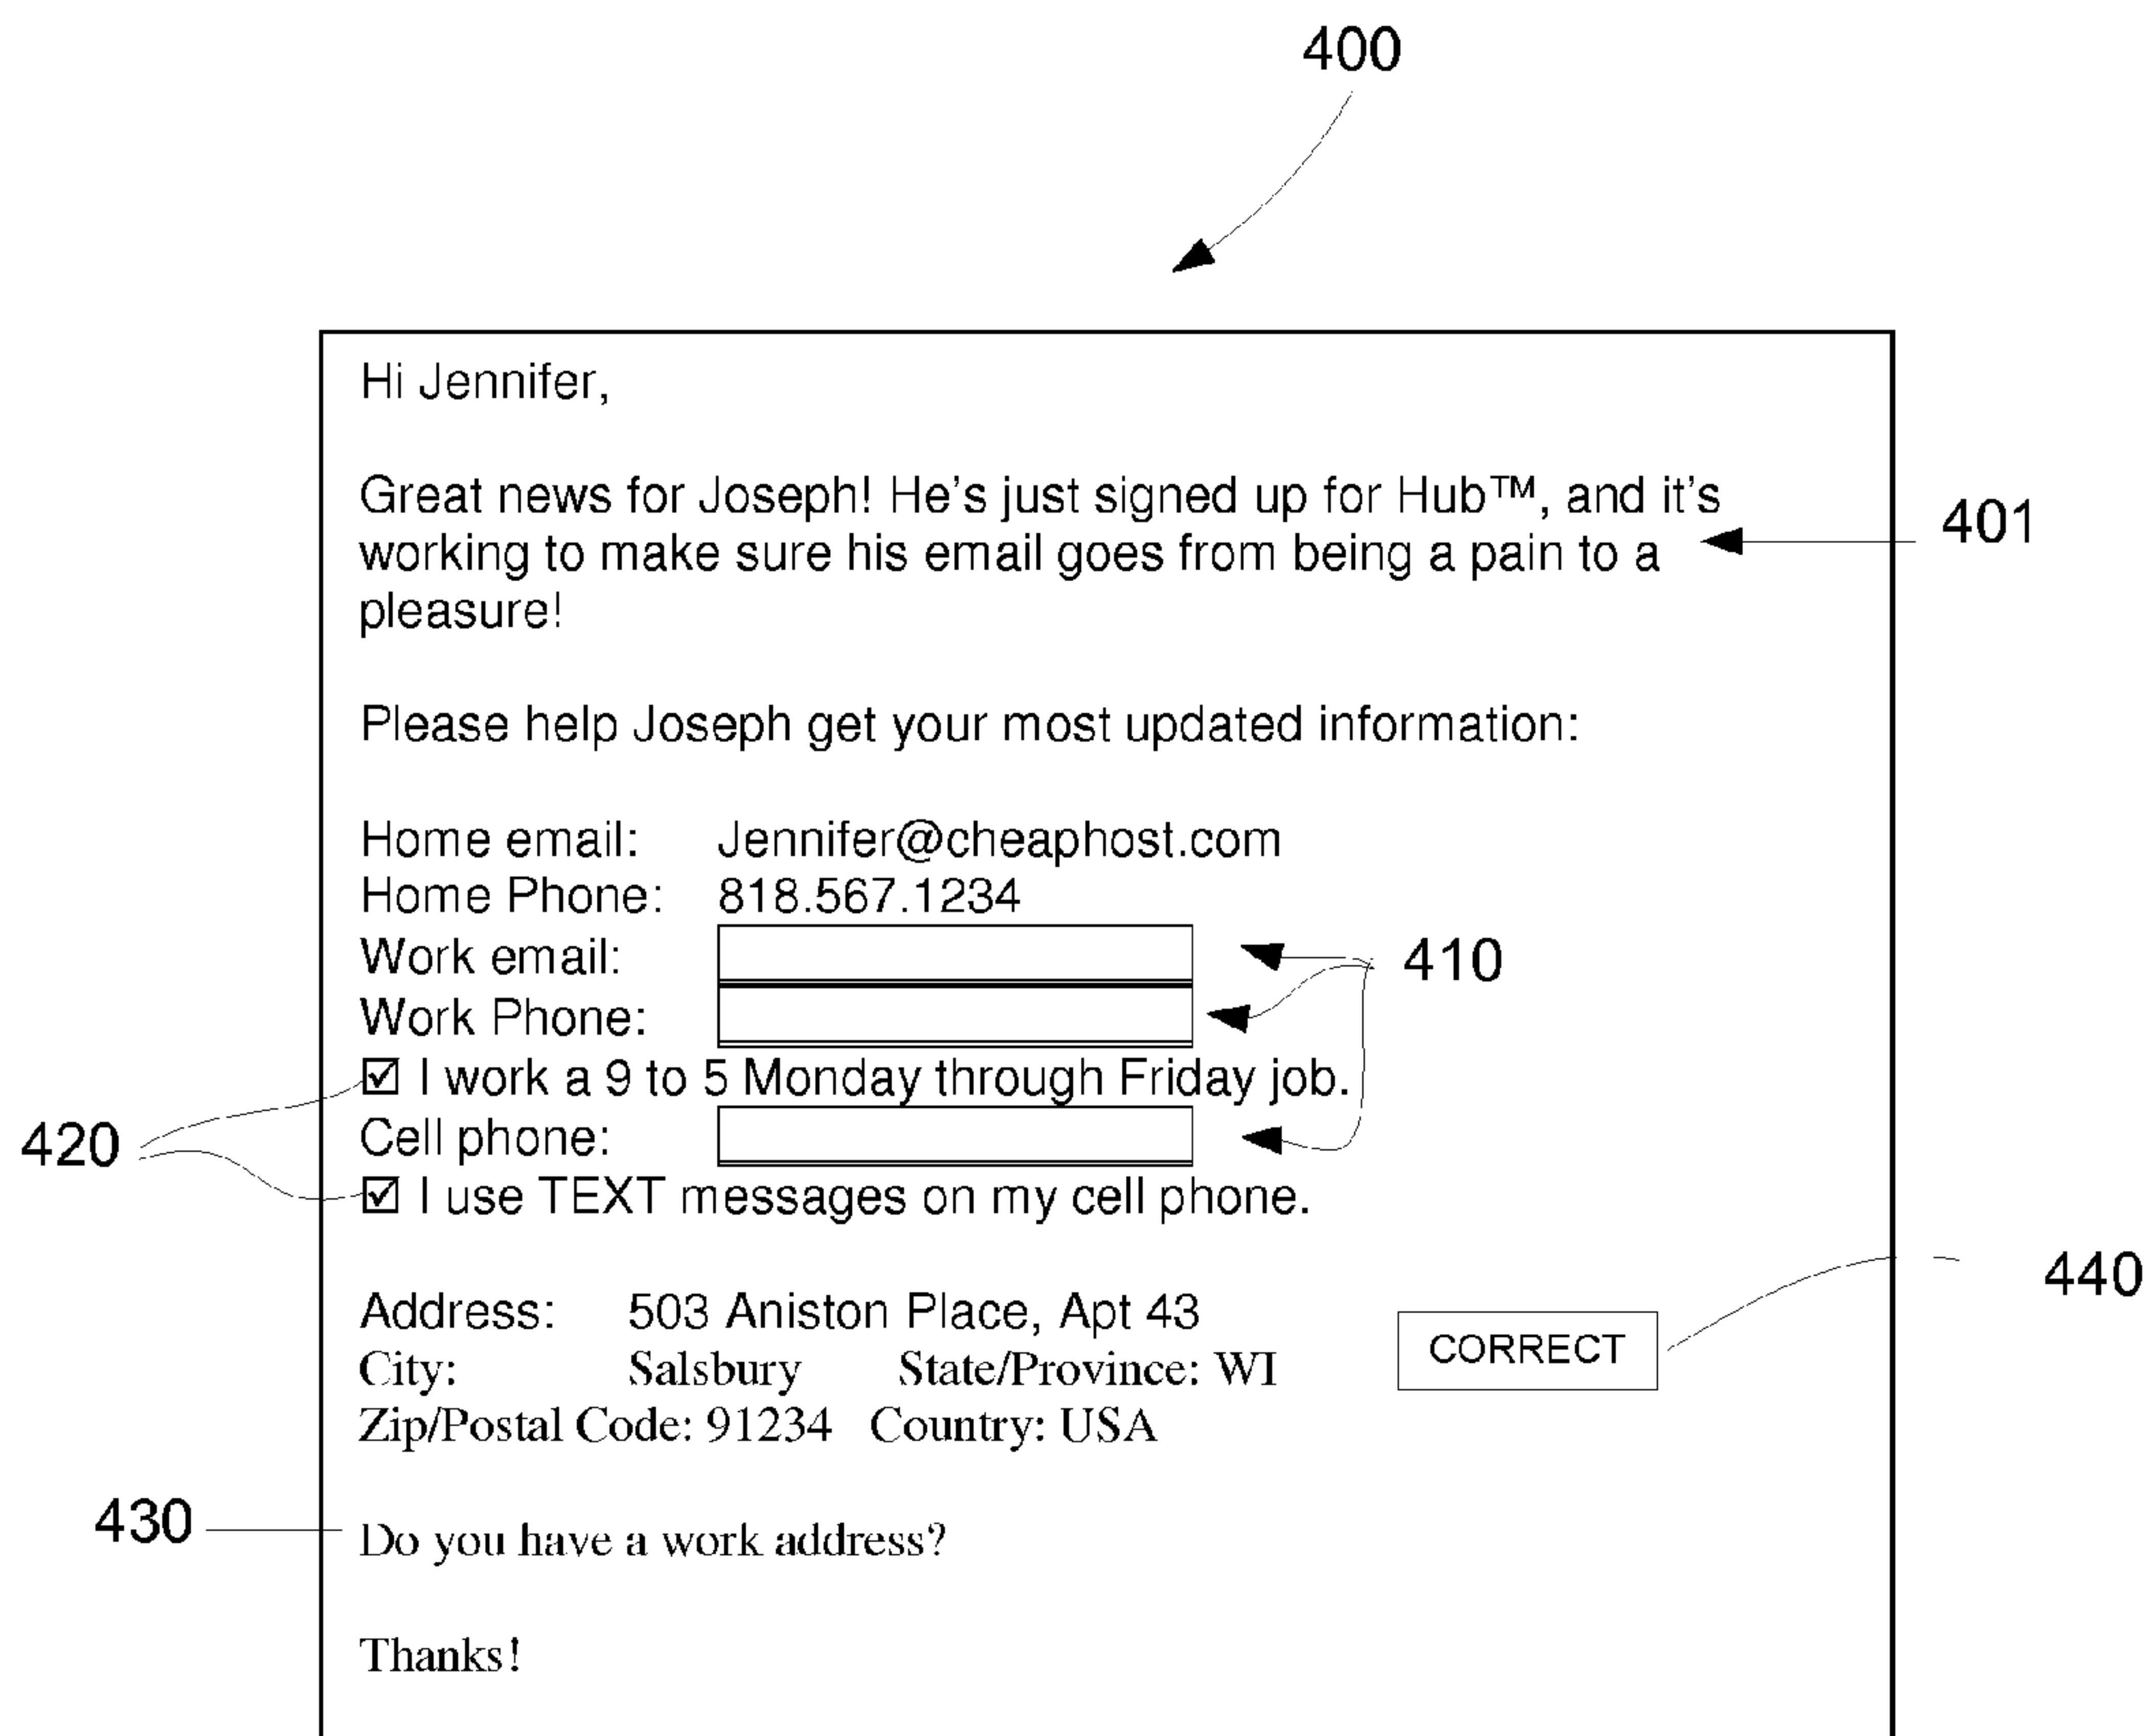 400
Hi Jennifer,
Great news for Joseph! He's just signed up for Hub™, and it's
401
working to make sure his email goes from being a pain to a
pleasure!
Please help Joseph get your most updated information:
Home email: Jennifer@cheaphost.com
Home Phone: 818.567.1234
Work email:
410
Work Phone:
☑ I work a 9 to 5 Monday through Friday job.
420
Cell phone:
☑ I use TEXT messages on my cell phone.
440
Address: 503 Aniston Place, Apt 43
CORRECT
City: Salsbury State/Province: WI
Zip/Postal Code: 91234 Country: USA
430
Do you have a work address?
Thanks!